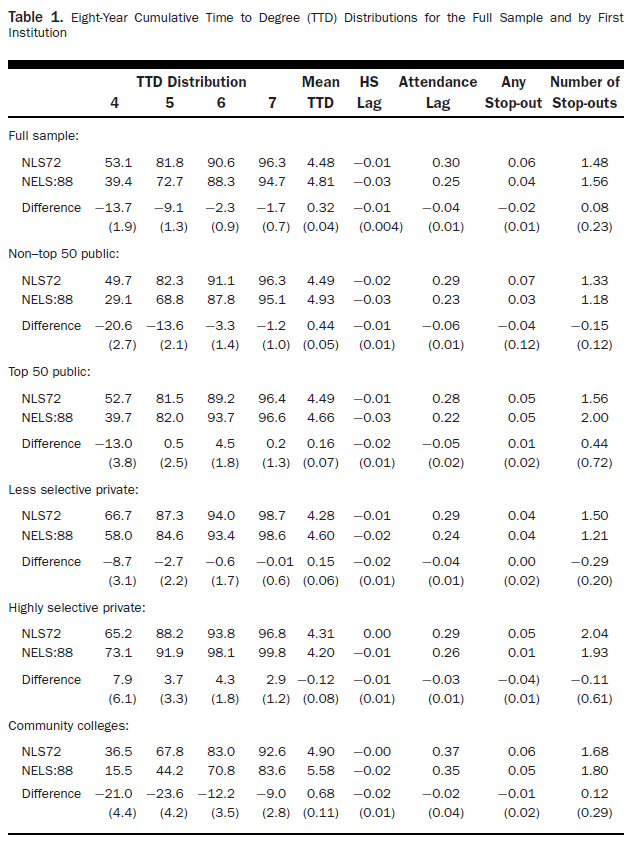 Table 1. Eight-Year Cumulative Time to Degree (TTD) Distributions for the Full Sample and by First
Institution
TTD Distribution Mean HS Attendance Any Number of
4 5 6 7 TTD Lag Lag Stop-out Stop-outs
Full sample:
NLS72 53.1 81.8 90.6 96.3 4.48 −0.01 0.30 0.06 1.48
NELS:88 39.4 72.7 88.3 94.7 4.81 −0.03 0.25 0.04 1.56
Difference −13.7 −9.1 −2.3 −1.7 0.32 −0.01 −0.04 −0.02 0.08
(1.9) (1.3) (0.9) (0.7) (0.04) (0.004) (0.01) (0.01) (0.23)
Non–top 50 public:
NLS72 49.7 82.3 91.1 96.3 4.49 −0.02 0.29 0.07 1.33
NELS:88 29.1 68.8 87.8 95.1 4.93 −0.03 0.23 0.03 1.18
Difference −20.6 −13.6 −3.3 −1.2 0.44 −0.01 −0.06 −0.04 −0.15
(2.7) (2.1) (1.4) (1.0) (0.05) (0.01) (0.01) (0.12) (0.12)
Top 50 public:
NLS72 52.7 81.5 89.2 96.4 4.49 −0.01 0.28 0.05 1.56
NELS:88 39.7 82.0 93.7 96.6 4.66 −0.03 0.22 0.05 2.00
Difference −13.0 0.5 4.5 0.2 0.16 −0.02 −0.05 0.01 0.44
(3.8) (2.5) (1.8) (1.3) (0.07) (0.01) (0.02) (0.02) (0.72)
Less selective private:
NLS72 66.7 87.3 94.0 98.7 4.28 −0.01 0.29 0.04 1.50
NELS:88 58.0 84.6 93.4 98.6 4.60 −0.02 0.24 0.04 1.21
Difference −8.7 −2.7 −0.6 −0.01 0.15 −0.02 −0.04 0.00 −0.29
(3.1) (2.2) (1.7) (0.6) (0.06) (0.01) (0.01) (0.02) (0.20)
Highly selective private:
NLS72 65.2 88.2 93.8 96.8 4.31 0.00 0.29 0.05 2.04
NELS:88 73.1 91.9 98.1 99.8 4.20 −0.01 0.26 0.01 1.93
Difference 7.9 3.7 4.3 2.9 −0.12 −0.01 −0.03 −0.04) −0.11
(6.1) (3.3) (1.8) (1.2) (0.08) (0.01) (0.01) (0.01) (0.61)
Community colleges:
NLS72 36.5 67.8 83.0 92.6 4.90 −0.00 0.37 0.06 1.68
NELS:88 15.5 44.2 70.8 83.6 5.58 −0.02 0.35 0.05 1.80
Difference −21.0 −23.6 −12.2 −9.0 0.68 −0.02 −0.02 −0.01 0.12
(4.4) (4.2) (3.5) (2.8) (0.11) (0.01) (0.04) (0.02) (0.29)